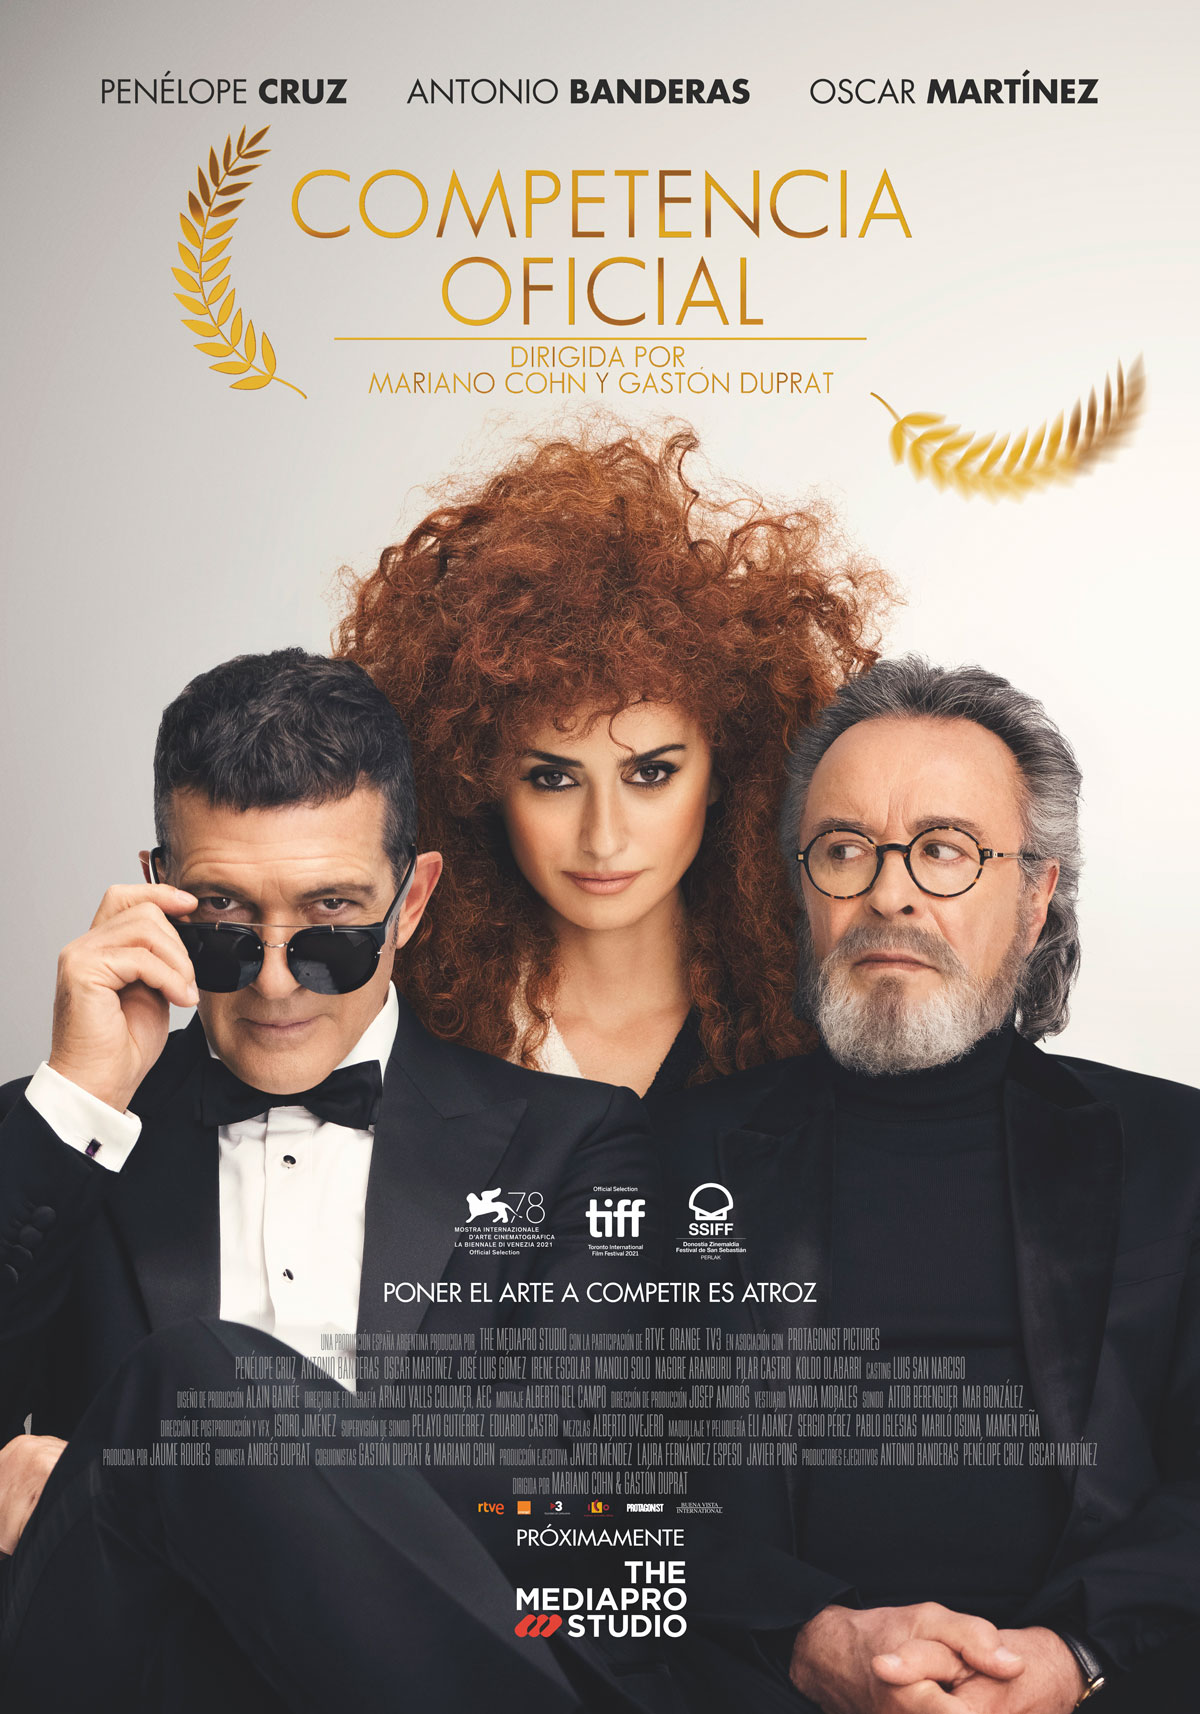 PENÉLOPE CRUZ ANTONIO BANDERAS OSCAR MARTÍNEZ
COMPETENCIA
OFICIAL
DIRIGIDA POR
MARIANO COHN Y GASTÓN DUPRAT
78
MOSTRA INTERNAZIONALE
D'ARTE CINEMATOGRAFICA
LA BIENNALE DI VENEZIA 2021
Official Selection
Official Selection
tiff
Toronto International
Film Festival 2021
SSIFF
Donostia Zinemaldia
Festival de San Sebastián
PERLAK
PONER EL ARTE A COMPETIR ES ATROZ
UNA PRODUCCIÓN ESPAÑA ARGENTINA PRODUCIDA POR THE MEDIAPRO STUDIO CON LA PARTICIPACIÓN DE RTVE ORANGE TV3 EN ASOCIACIÓN CON PROTAGONIST PICTURES
PENÉLOPE CRUZ ANTONIO BANDERAS OSCAR MARTÍNEZ JOSÉ LUIS GÓMEZ IRENE ESCOLAR MANOLO SOLO NAGORE ARANBURU PILAR CASTRO KOLDO OLABARRI CASTING LUIS SAN NARCISO
DISEÑO DE PRODUCCIÓN ALAIN BAINÉE DIRECTOR DE FOTOGRAFÍA ARNAU VALLS COLOMER, AEC MONTAJE ALBERTO DEL CAMPO DIRECCIÓN DE PRODUCCIÓN JOSEP AMORÓS VESTUARIO WANDA MORALES SONIDO AITOR BERENGUER MAR GONZÁLEZ
DIRECCIÓN DE POSTPRODUCCIÓN Y VFX ISIDRO JIMÉNEZ SUPERVISIÓN DE SONIDO PELAYO GUTIÉRREZ EDUARDO CASTRO MEZCLAS ALBERTO OVEJERO MAQUILLAJE Y PELUQUERÍA ELI ADÁNEZ SERGIO PÉREZ PABLO IGLESIAS MARILÓ OSUNA MAMEN PEÑA
PRODUCIDA POR JAUME ROURES GUIONISTA ANDRÉS DUPRAT COGUIONISTAS GASTÓN DUPRAT & MARIANO COHN PRODUCCIÓN EJECUTIVA JAVIER MÉNDEZ LAURA FERNÁNDEZ ESPESO JAVIER PONS PRODUCTORES EJECUTIVOS ANTONIO BANDERAS PENÉLOPE CRUZ OSCAR MARTÍNEZ
DIRIGIDA POR MARIANO COHN & GASTÓN DUPRAT
rtve orange 3 PROTAGONIST BUENA VISTA INTERNATIONAL
PRÓXIMAMENTE
THE
MEDIAPRO
STUDIO